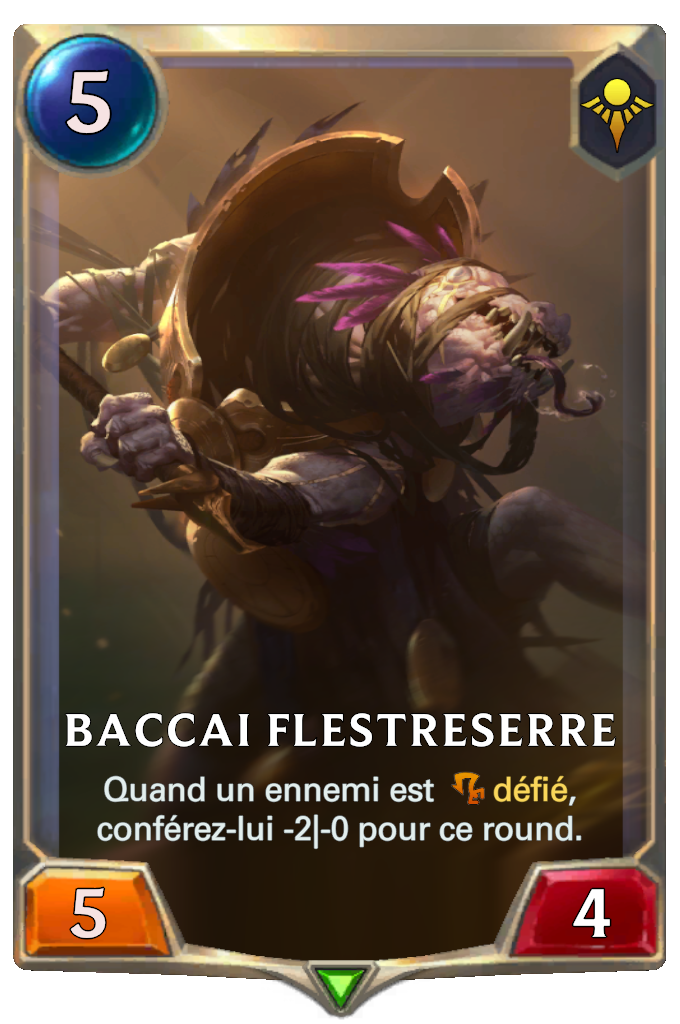 5
BACCAI FLESTRESERRE
Quand un ennemi est défié,
conférez-lui -2|-0 pour ce round.
5
4